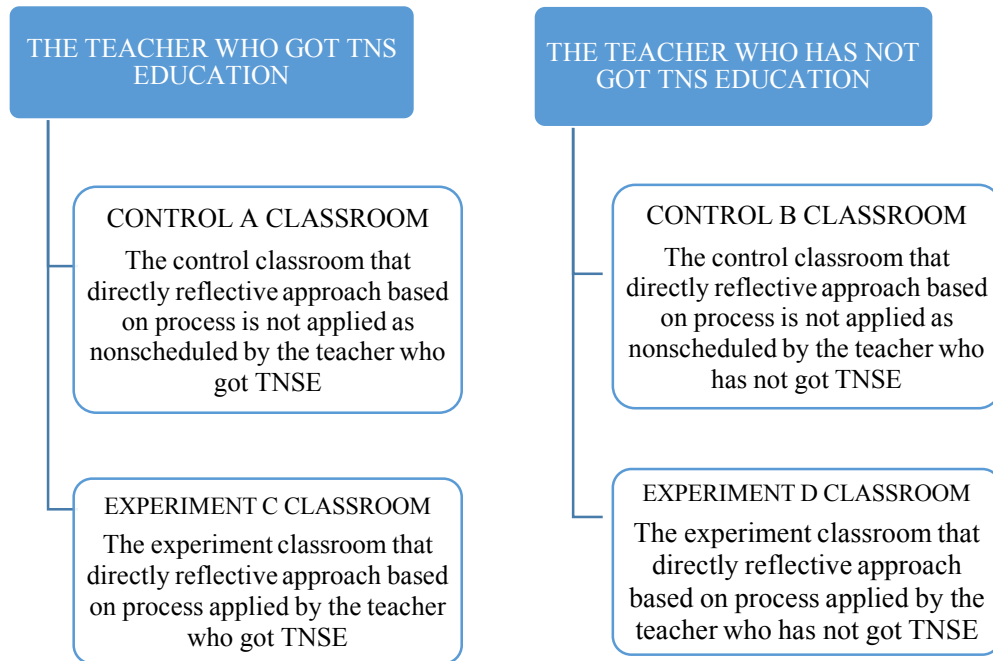 THE TEACHER WHO GOT TNS
EDUCATION
CONTROL A CLASSROOM
The control classroom that
directly reflective approach based
on process is not applied as
nonscheduled by the teacher who
got TNSE
EXPERIMENT C CLASSROOM
The experiment classroom that
directly reflective approach based
on process applied by the teacher
who got TNSE
THE TEACHER WHO HAS NOT
GOT TNS EDUCATION
CONTROL B CLASSROOM
The control classroom that
directly reflective approach based
on process is not applied as
nonscheduled by the teacher who
has not got TNSE
EXPERIMENT D CLASSROOM
The experiment classroom that
directly reflective approach
based on process applied by the
teacher who has not got TNSE